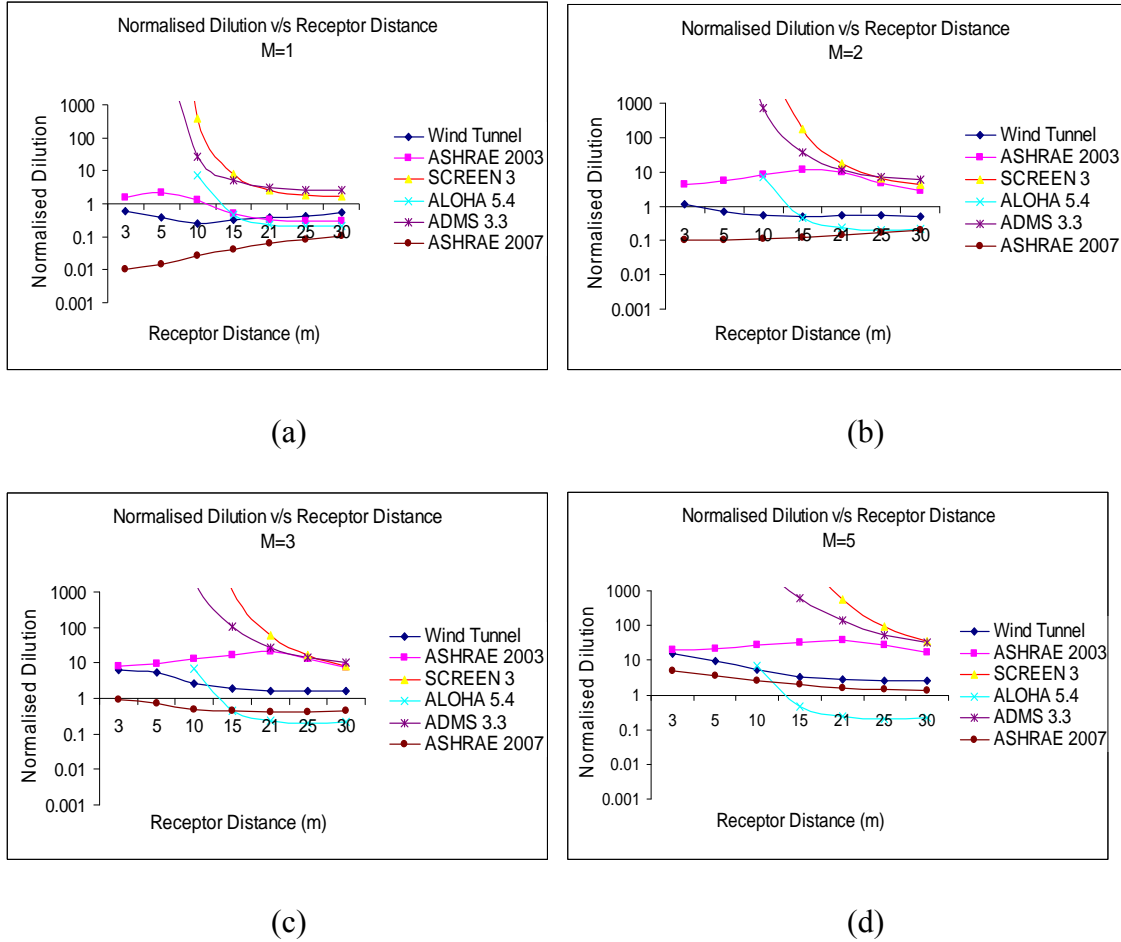 Normalised Dilution v/s Receptor Distance
M=1
Normalised Dilution
1000
100
10
1
0.1
0.01
0.001
3 5 10 15 21 25 30
Receptor Distance (m)
Wind Tunnel
ASHRAE 2003
SCREEN 3
ALOHA 5.4
ADMS 3.3
ASHRAE 2007
(a)
Normalised Dilution v/s Receptor Distance
M=2
Normalised Dilution
1000
100
10
1
0.1
0.01
0.001
3 5 10 15 21 25 30
Receptor Distance (m)
Wind Tunnel
ASHRAE 2003
SCREEN 3
ALOHA 5.4
ADMS 3.3
ASHRAE 2007
(b)
Normalised Dilution v/s Receptor Distance
M=3
Normalised Dilution
1000
100
10
1
0.1
0.01
0.001
3 5 10 15 21 25 30
Receptor Distance (m)
Wind Tunnel
ASHRAE 2003
SCREEN 3
ALOHA 5.4
ADMS 3.3
ASHRAE 2007
(c)
Normalised Dilution v/s Receptor Distance
M=5
Normalised Dilution
1000
100
10
1
0.1
0.01
0.001
3 5 10 15 21 25 30
Receptor Distance (m)
Wind Tunnel
ASHRAE 2003
SCREEN 3
ALOHA 5.4
ADMS 3.3
ASHRAE 2007
(d)